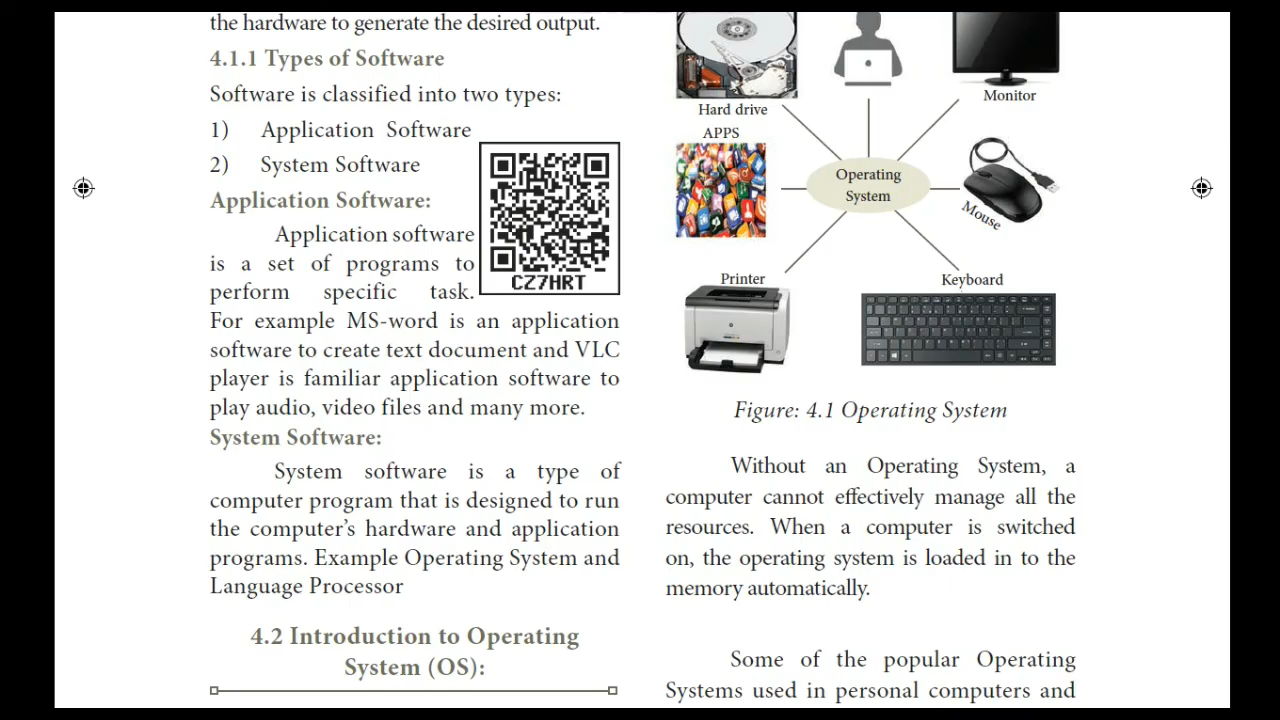 the hardware to generate the desired output.
4.1.1 Types of Software
Software is classified into two types:
1) Application Software
2) System Software
Application Software:
Application software
is a set of programs to
perform specific task.
CZ7HRT
For example MS-word is an application
software to create text document and VLC
player is familiar application software to
play audio, video files and many more.
System Software:
System software is a type of
computer program that is designed to run
the computer’s hardware and application
programs. Example Operating System and
Language Processor
4.2 Introduction to Operating
System (OS):
Hard drive
Monitor
APPS
Operating
System
Mouse
Printer
Keyboard
Figure: 4.1 Operating System
Without an Operating System, a
computer cannot effectively manage all the
resources. When a computer is switched
on, the operating system is loaded in to the
memory automatically.
Some of the popular Operating
Systems used in personal computers and